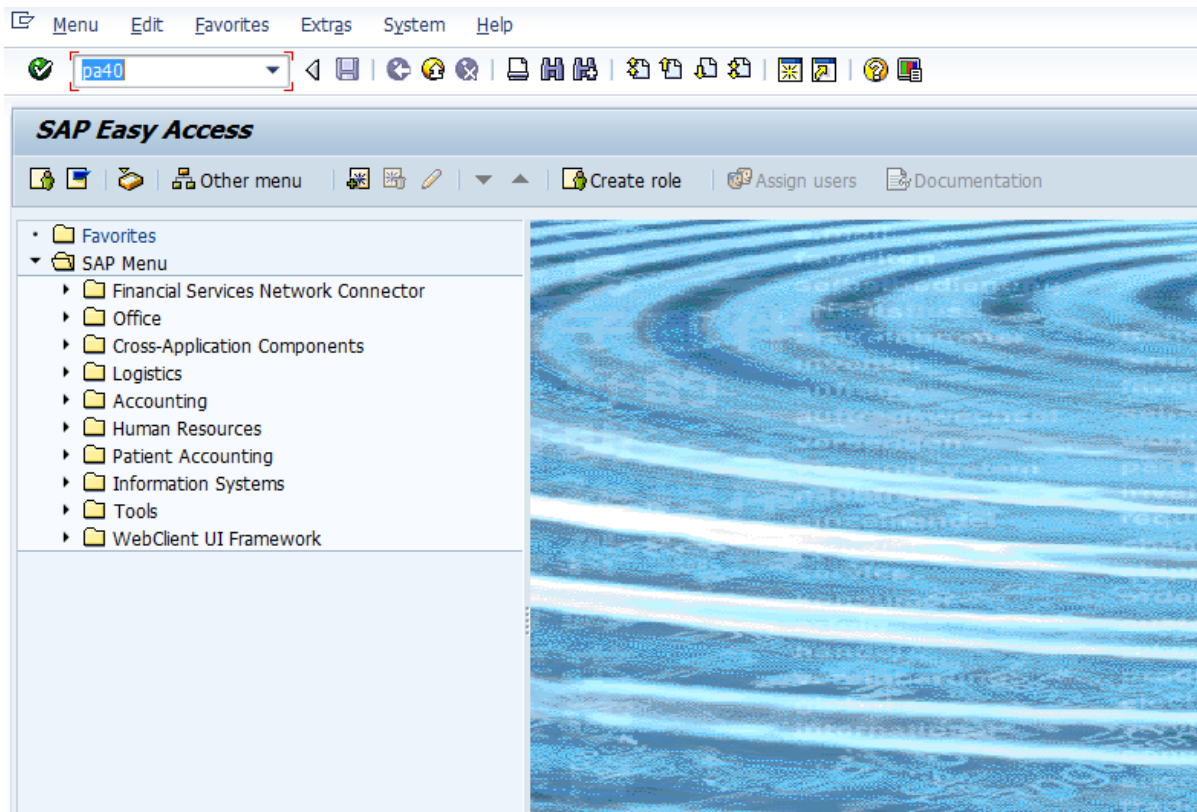 Menu Edit Favorites Extras System Help
pa40
SAP Easy Access
Other menu Create role Assign users Documentation
Favorites
SAP Menu
Financial Services Network Connector
Office
Cross-Application Components
Logistics
Accounting
Human Resources
Patient Accounting
Information Systems
Tools
WebClient UI Framework